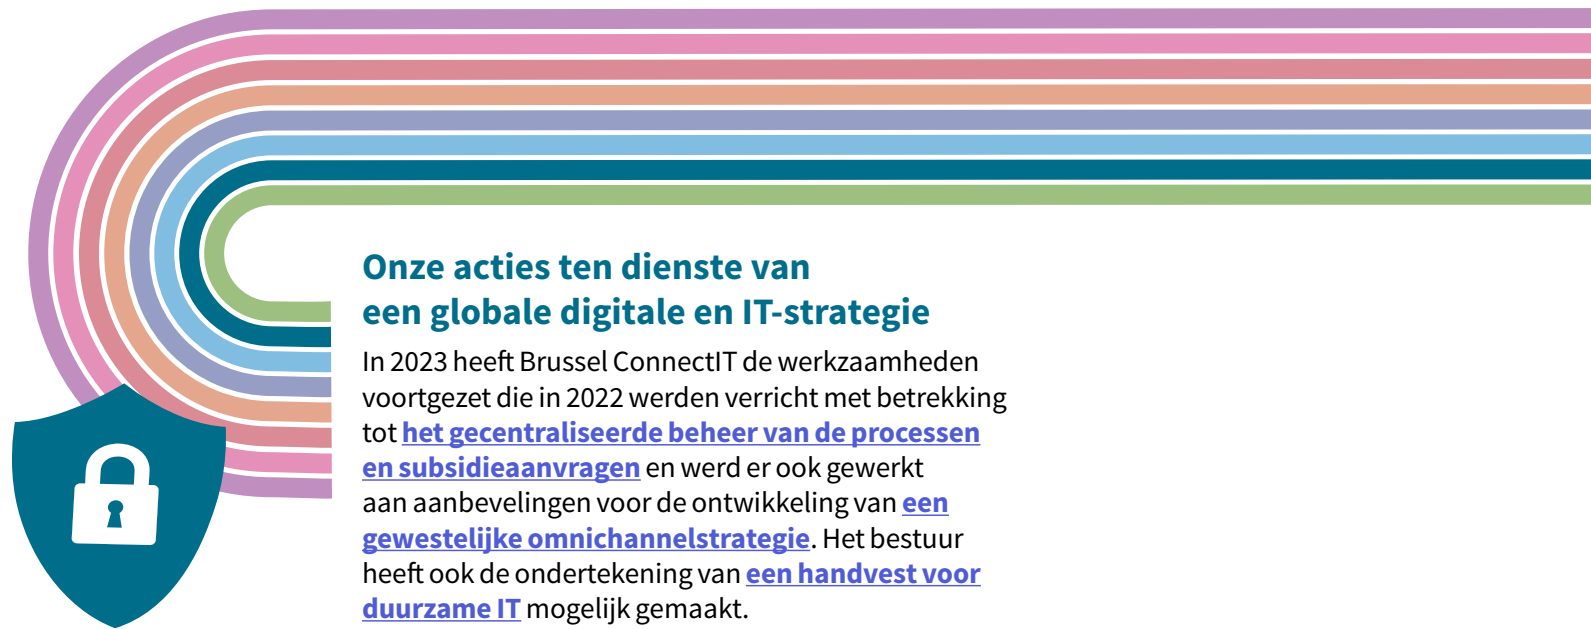 Onze acties ten dienste van
een globale digitale en IT-strategie
In 2023 heeft Brussel ConnectIT de werkzaamheden
voortgezet die in 2022 werden verricht met betrekking
tot het gecentraliseerde beheer van de processen
en subsidieaanvragen en werd er ook gewerkt
aan aanbevelingen voor de ontwikkeling van een
gewestelijke omnichannelstrategie. Het bestuur
heeft ook de ondertekening van een handvest voor
duurzame IT mogelijk gemaakt.